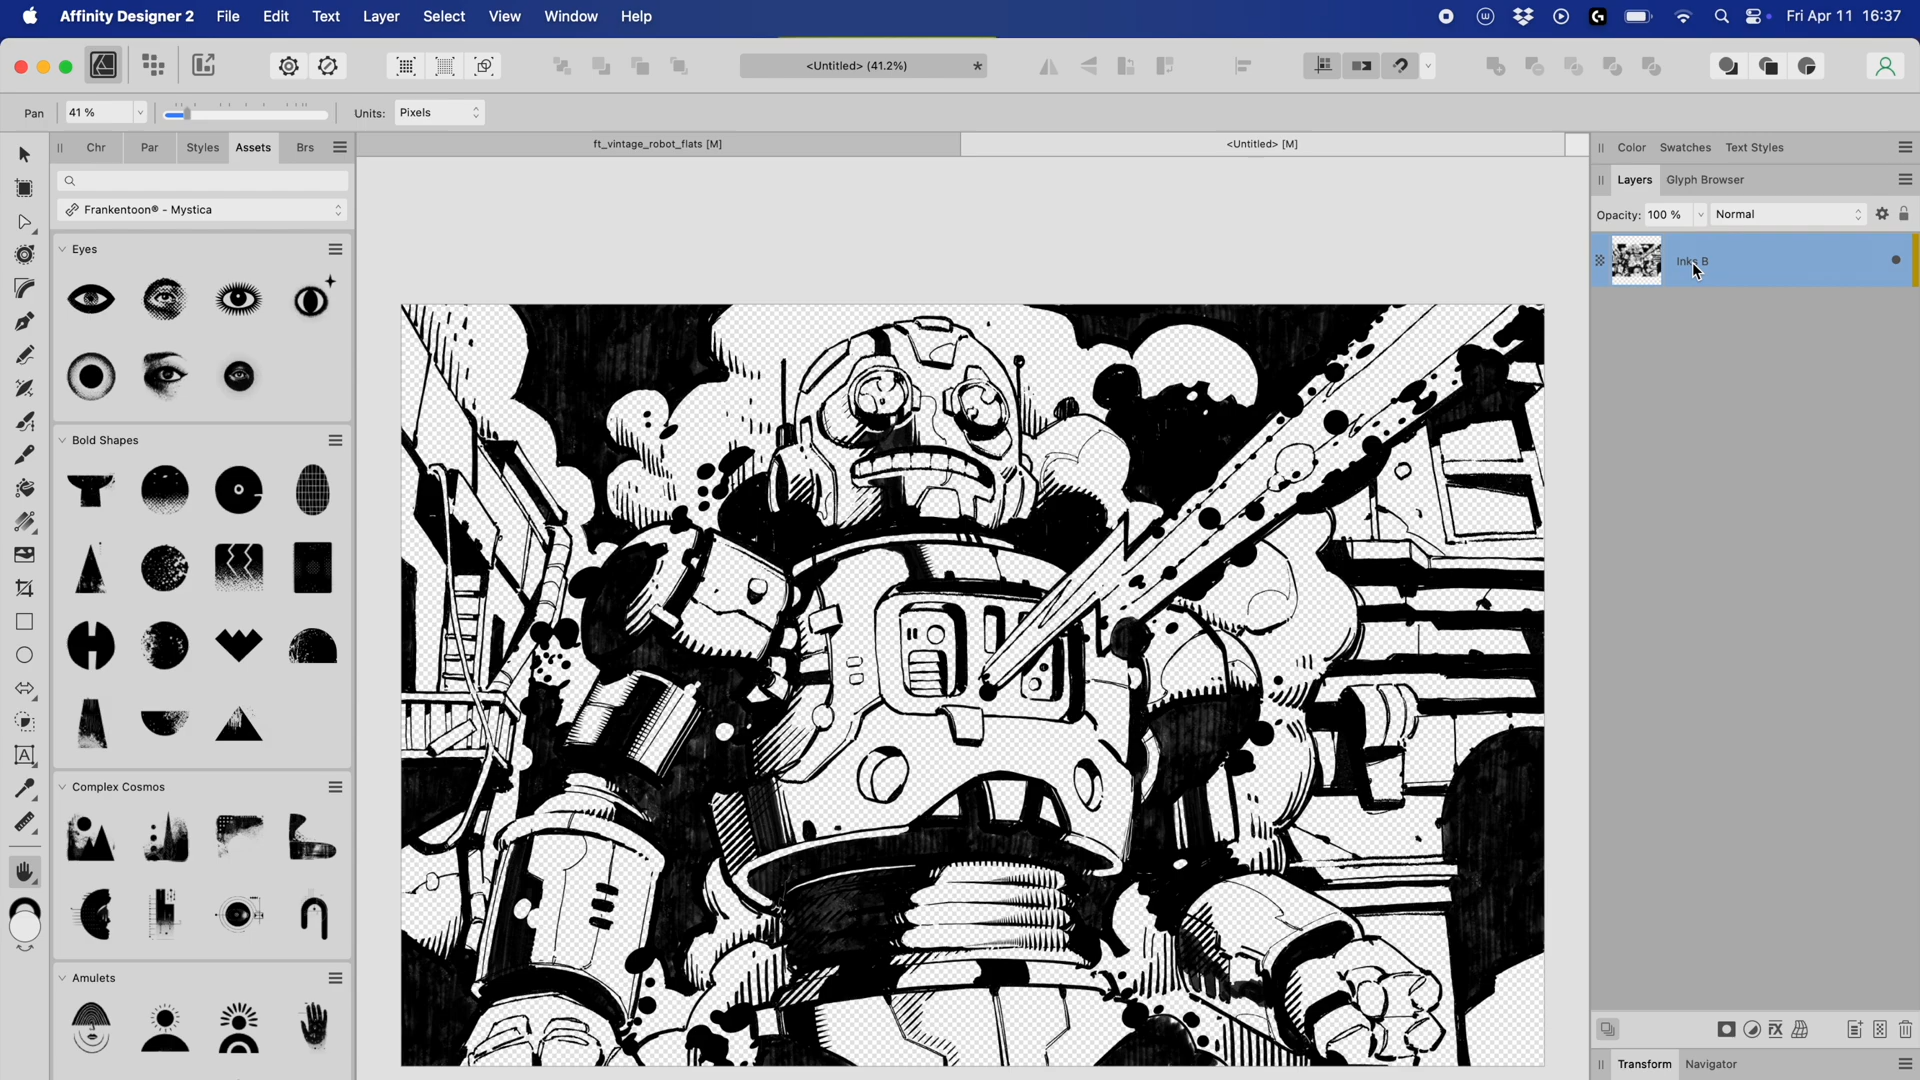 Affinity Designer 2 File Edit Text Layer Select View Window Help Fri Apr 11 16:37
<Untitled> (41.2%) *
Pan 41 % Units: Pixels
Chr Par Styles Assets Brs
ft_vintage_robot_flats [M] <Untitled> [M]
Color Swatches Text Styles
Layers Glyph Browser
Opacity: 100 % Normal
Frankentoon® - Mystica
Eyes
Inks B
Bold Shapes
Complex Cosmos
Amulets
Transform Navigator